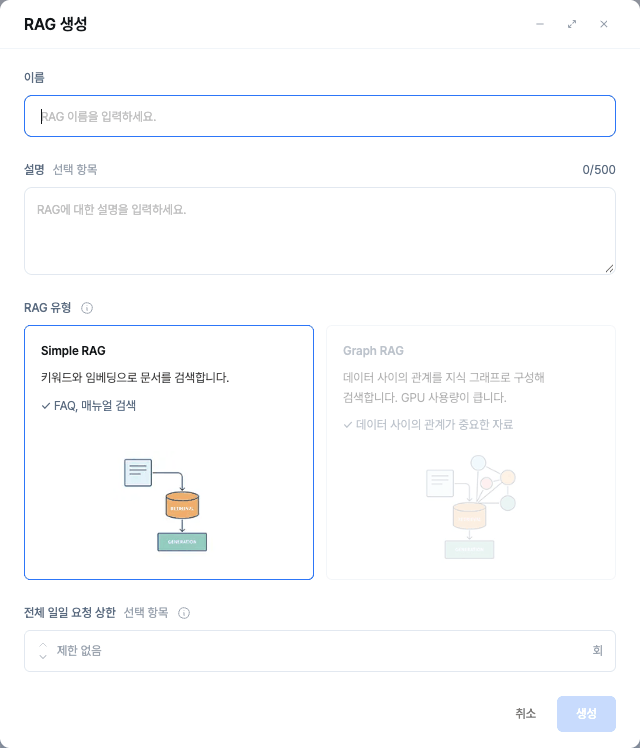 RAG 생성
이름
RAG 이름을 입력하세요.
설명 선택 항목 0/500
RAG에 대한 설명을 입력하세요.
RAG 유형
Simple RAG
키워드와 임베딩으로 문서를 검색합니다.
FAQ, 매뉴얼 검색
RETRIEVAL
GENERATOR
Graph RAG
데이터 사이의 관계를 지식 그래프로 구성해
검색합니다. GPU 사용량이 큽니다.
데이터 사이의 관계가 중요한 자료
전체 일일 요청 상한 선택 항목
제한 없음 회
취소 생성